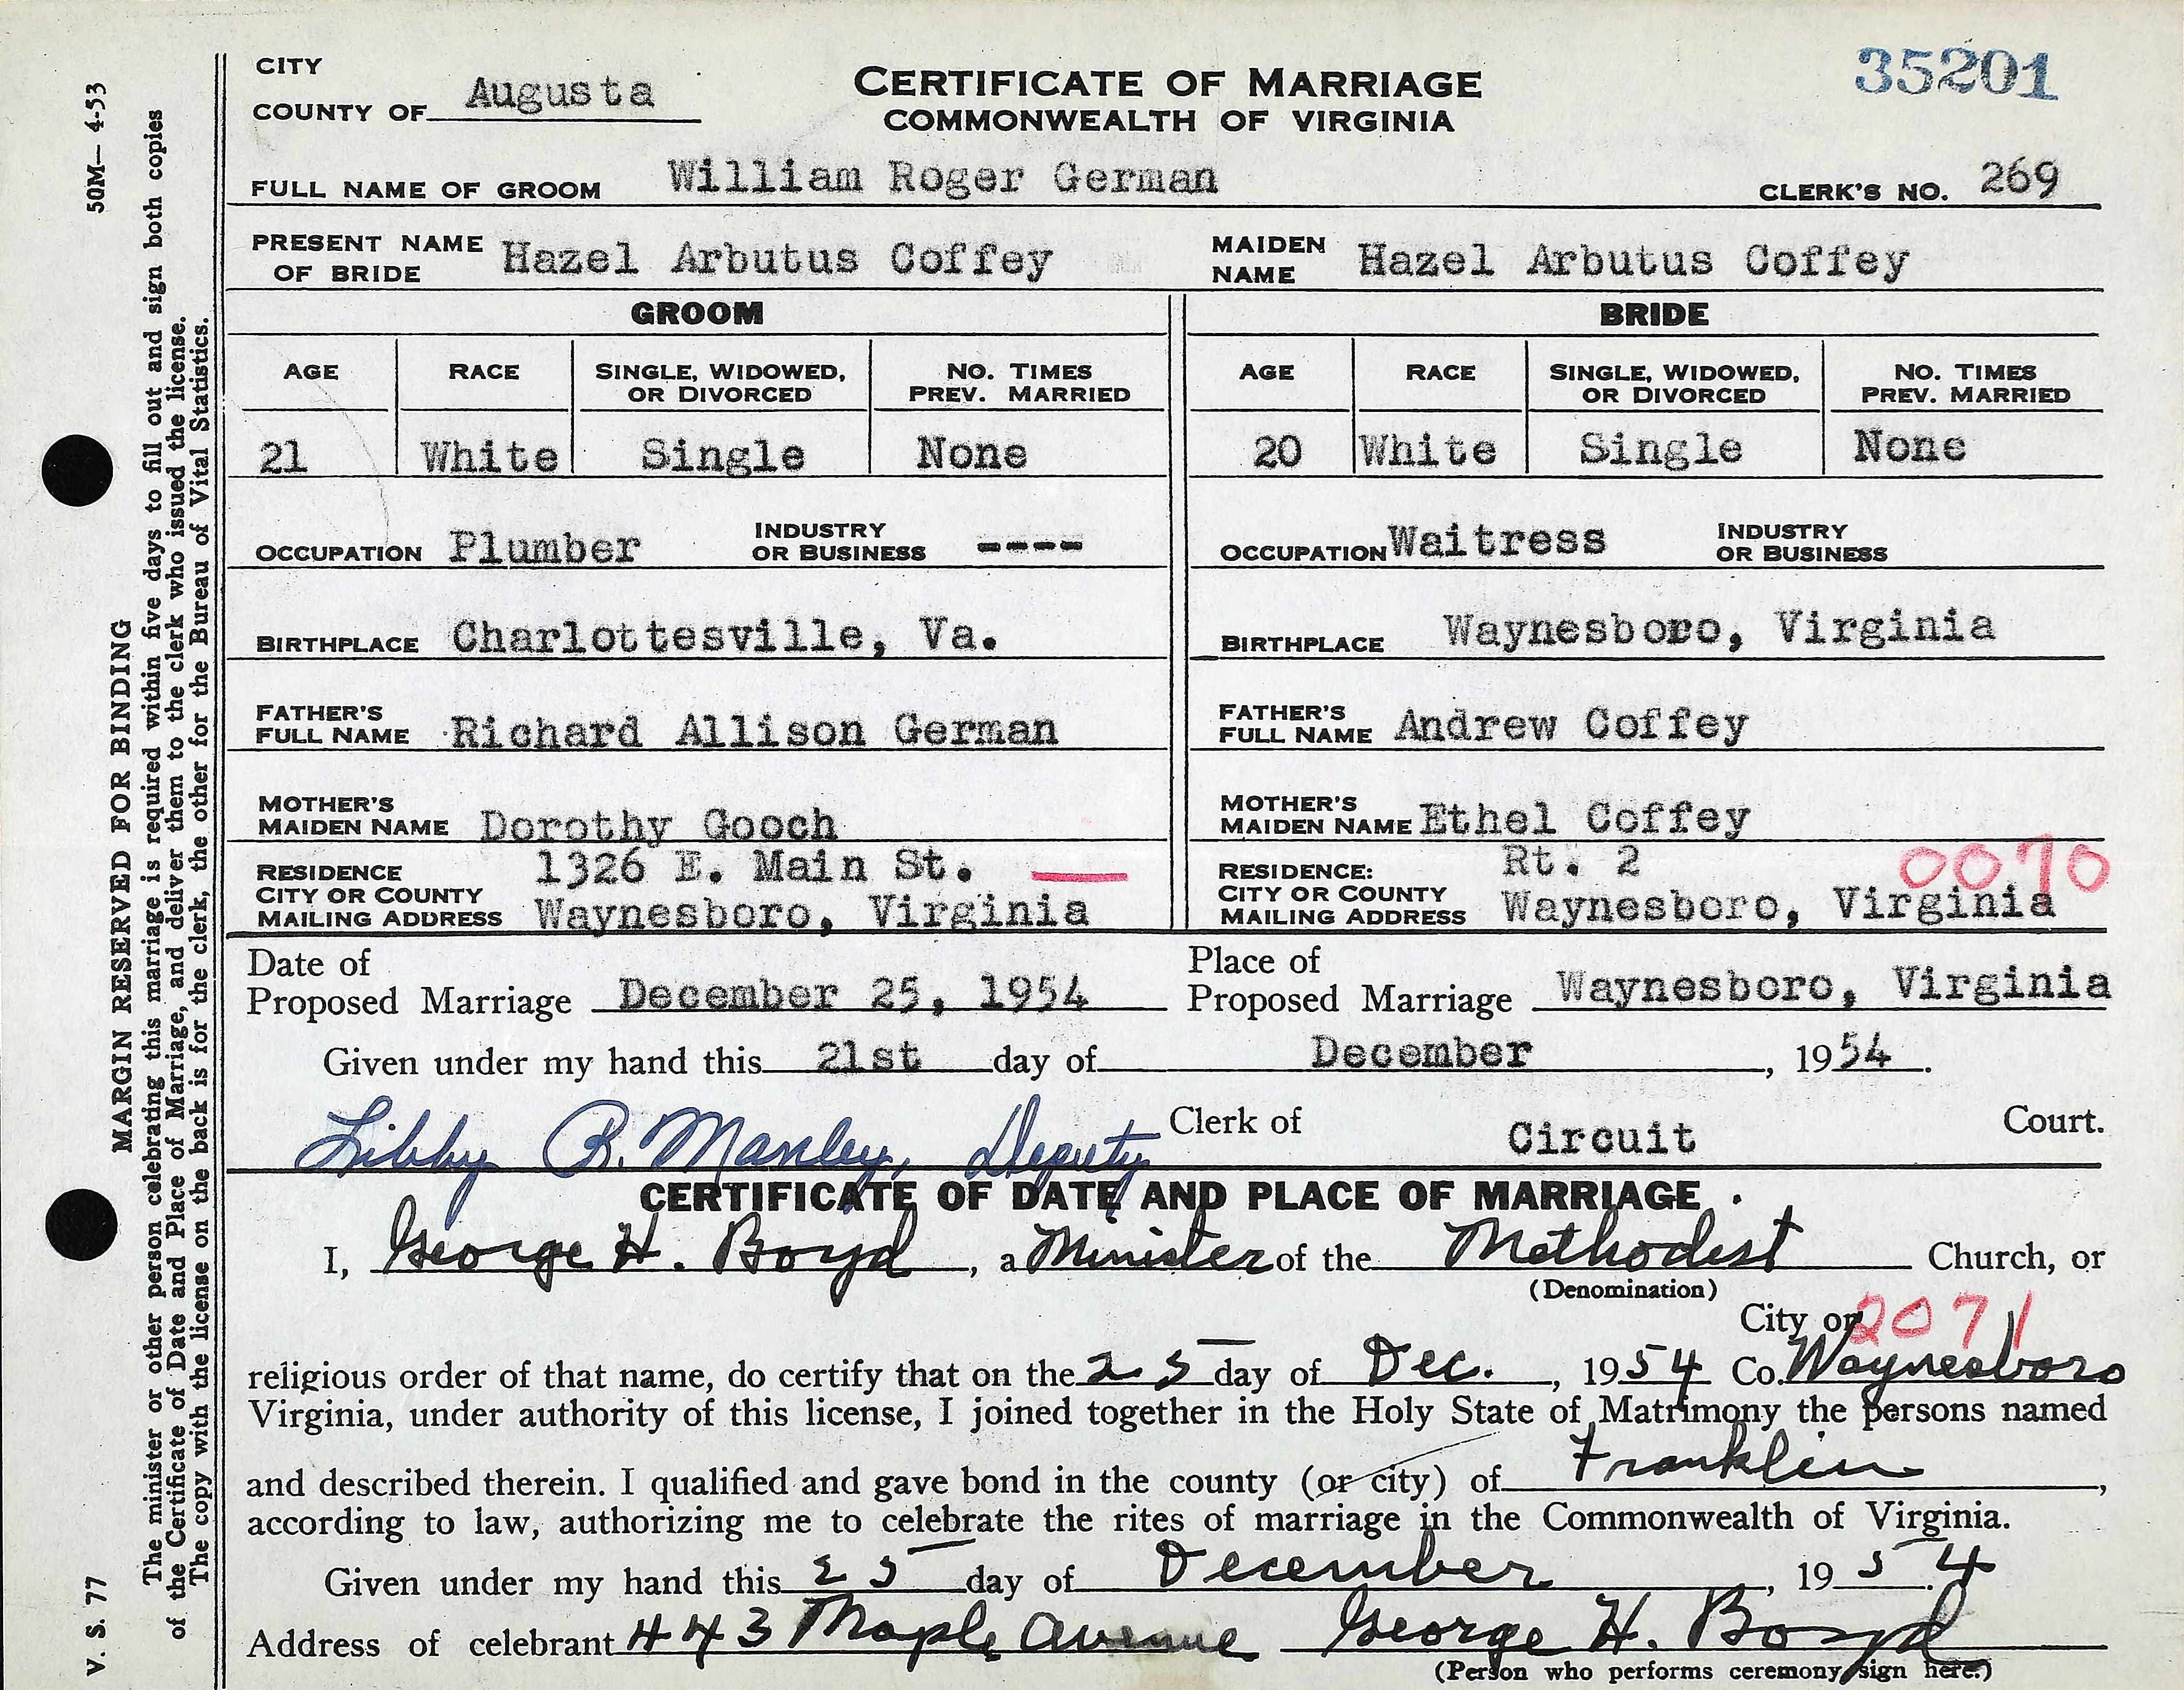 CITY
COUNTY OF Augusta
CERTIFICATE OF MARRIAGE
COMMONWEALTH OF VIRGINIA
35201
FULL NAME OF GROOM William Roger German CLERK'S NO. 269
PRESENT NAME OF BRIDE Hazel Arbutus Coffey MAIDEN NAME Hazel Arbutus Coffey
GROOM BRIDE
AGE RACE SINGLE, WIDOWED, OR DIVORCED NO. TIMES PREV. MARRIED AGE RACE SINGLE, WIDOWED, OR DIVORCED NO. TIMES PREV. MARRIED
21 White Single None 20 White Single None
OCCUPATION Plumber INDUSTRY OR BUSINESS ---- OCCUPATION Waitress INDUSTRY OR BUSINESS
BIRTHPLACE Charlottesville, Va. BIRTHPLACE Waynesboro, Virginia
FATHER'S FULL NAME Richard Allison German FATHER'S FULL NAME Andrew Coffey
MOTHER'S MAIDEN NAME Dorothy Gooch MOTHER'S MAIDEN NAME Ethel Coffey
RESIDENCE CITY OR COUNTY MAILING ADDRESS 1326 E. Main St. Waynesboro, Virginia RESIDENCE: CITY OR COUNTY MAILING ADDRESS Rt. 2 Waynesboro, Virginia 0070
Date of Proposed Marriage December 25, 1954 Place of Proposed Marriage Waynesboro, Virginia
Given under my hand this 21st day of December, 1954.
Libby B. Manley, Deputy Clerk of Circuit Court.
CERTIFICATE OF DATE AND PLACE OF MARRIAGE .
I, George H. Boyd, a Minister of the Methodist Church, or
(Denomination)
City or 2071
religious order of that name, do certify that on the 25 day of Dec., 1954 Co. Waynesboro
Virginia, under authority of this license, I joined together in the Holy State of Matrimony the persons named
and described therein. I qualified and gave bond in the county (or city) of Franklin,
according to law, authorizing me to celebrate the rites of marriage in the Commonwealth of Virginia.
Given under my hand this 25 day of December, 1954
Address of celebrant 443 Maple Avenue George H. Boyd
(Person who performs ceremony sign here.)
V. S. 77 MARGIN RESERVED FOR BINDING 50M—4-53
The minister or other person celebrating this marriage is required within five days to fill out and sign both copies
of the Certificate of Date and Place of Marriage, and deliver them to the clerk who issued the license.
The copy with the license on the back is for the clerk, the other for the Bureau of Vital Statistics.